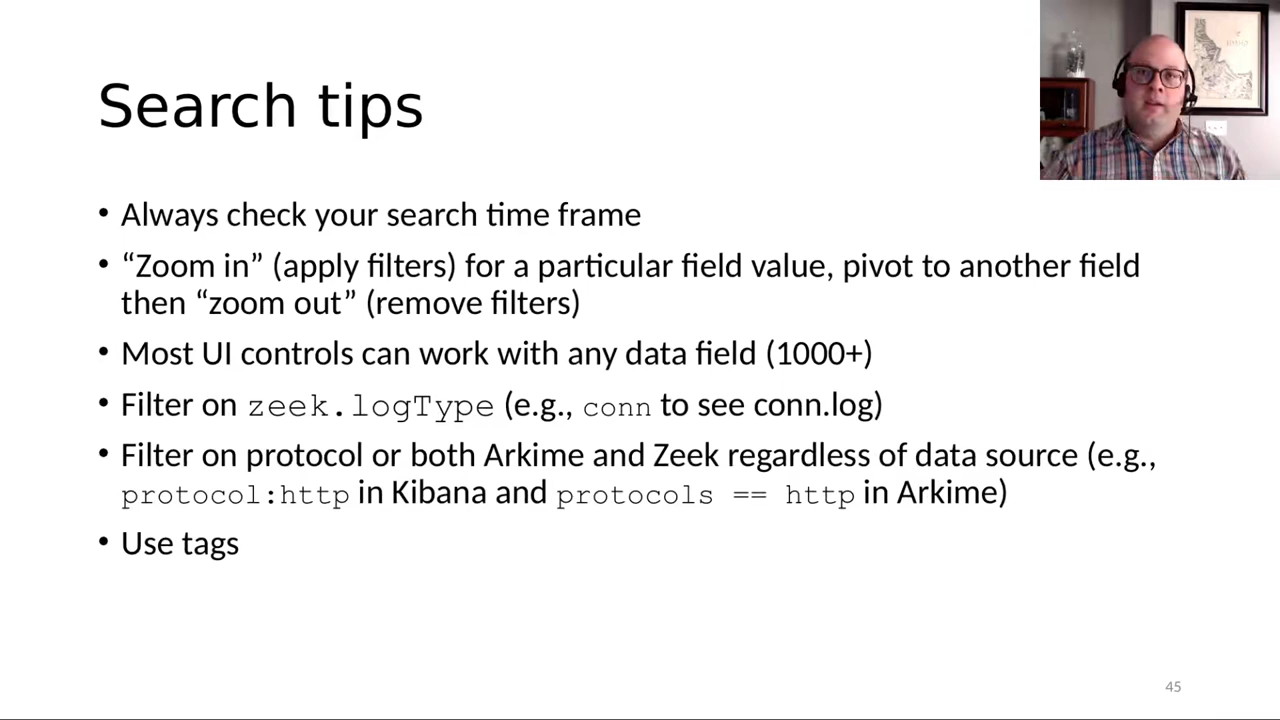 Search tips
• Always check your search time frame
• “Zoom in” (apply filters) for a particular field value, pivot to another field
then “zoom out” (remove filters)
• Most UI controls can work with any data field (1000+)
• Filter on zeek.logType (e.g., conn to see conn.log)
• Filter on protocol or both Arkime and Zeek regardless of data source (e.g.,
protocol:http in Kibana and protocols == http in Arkime)
• Use tags
45